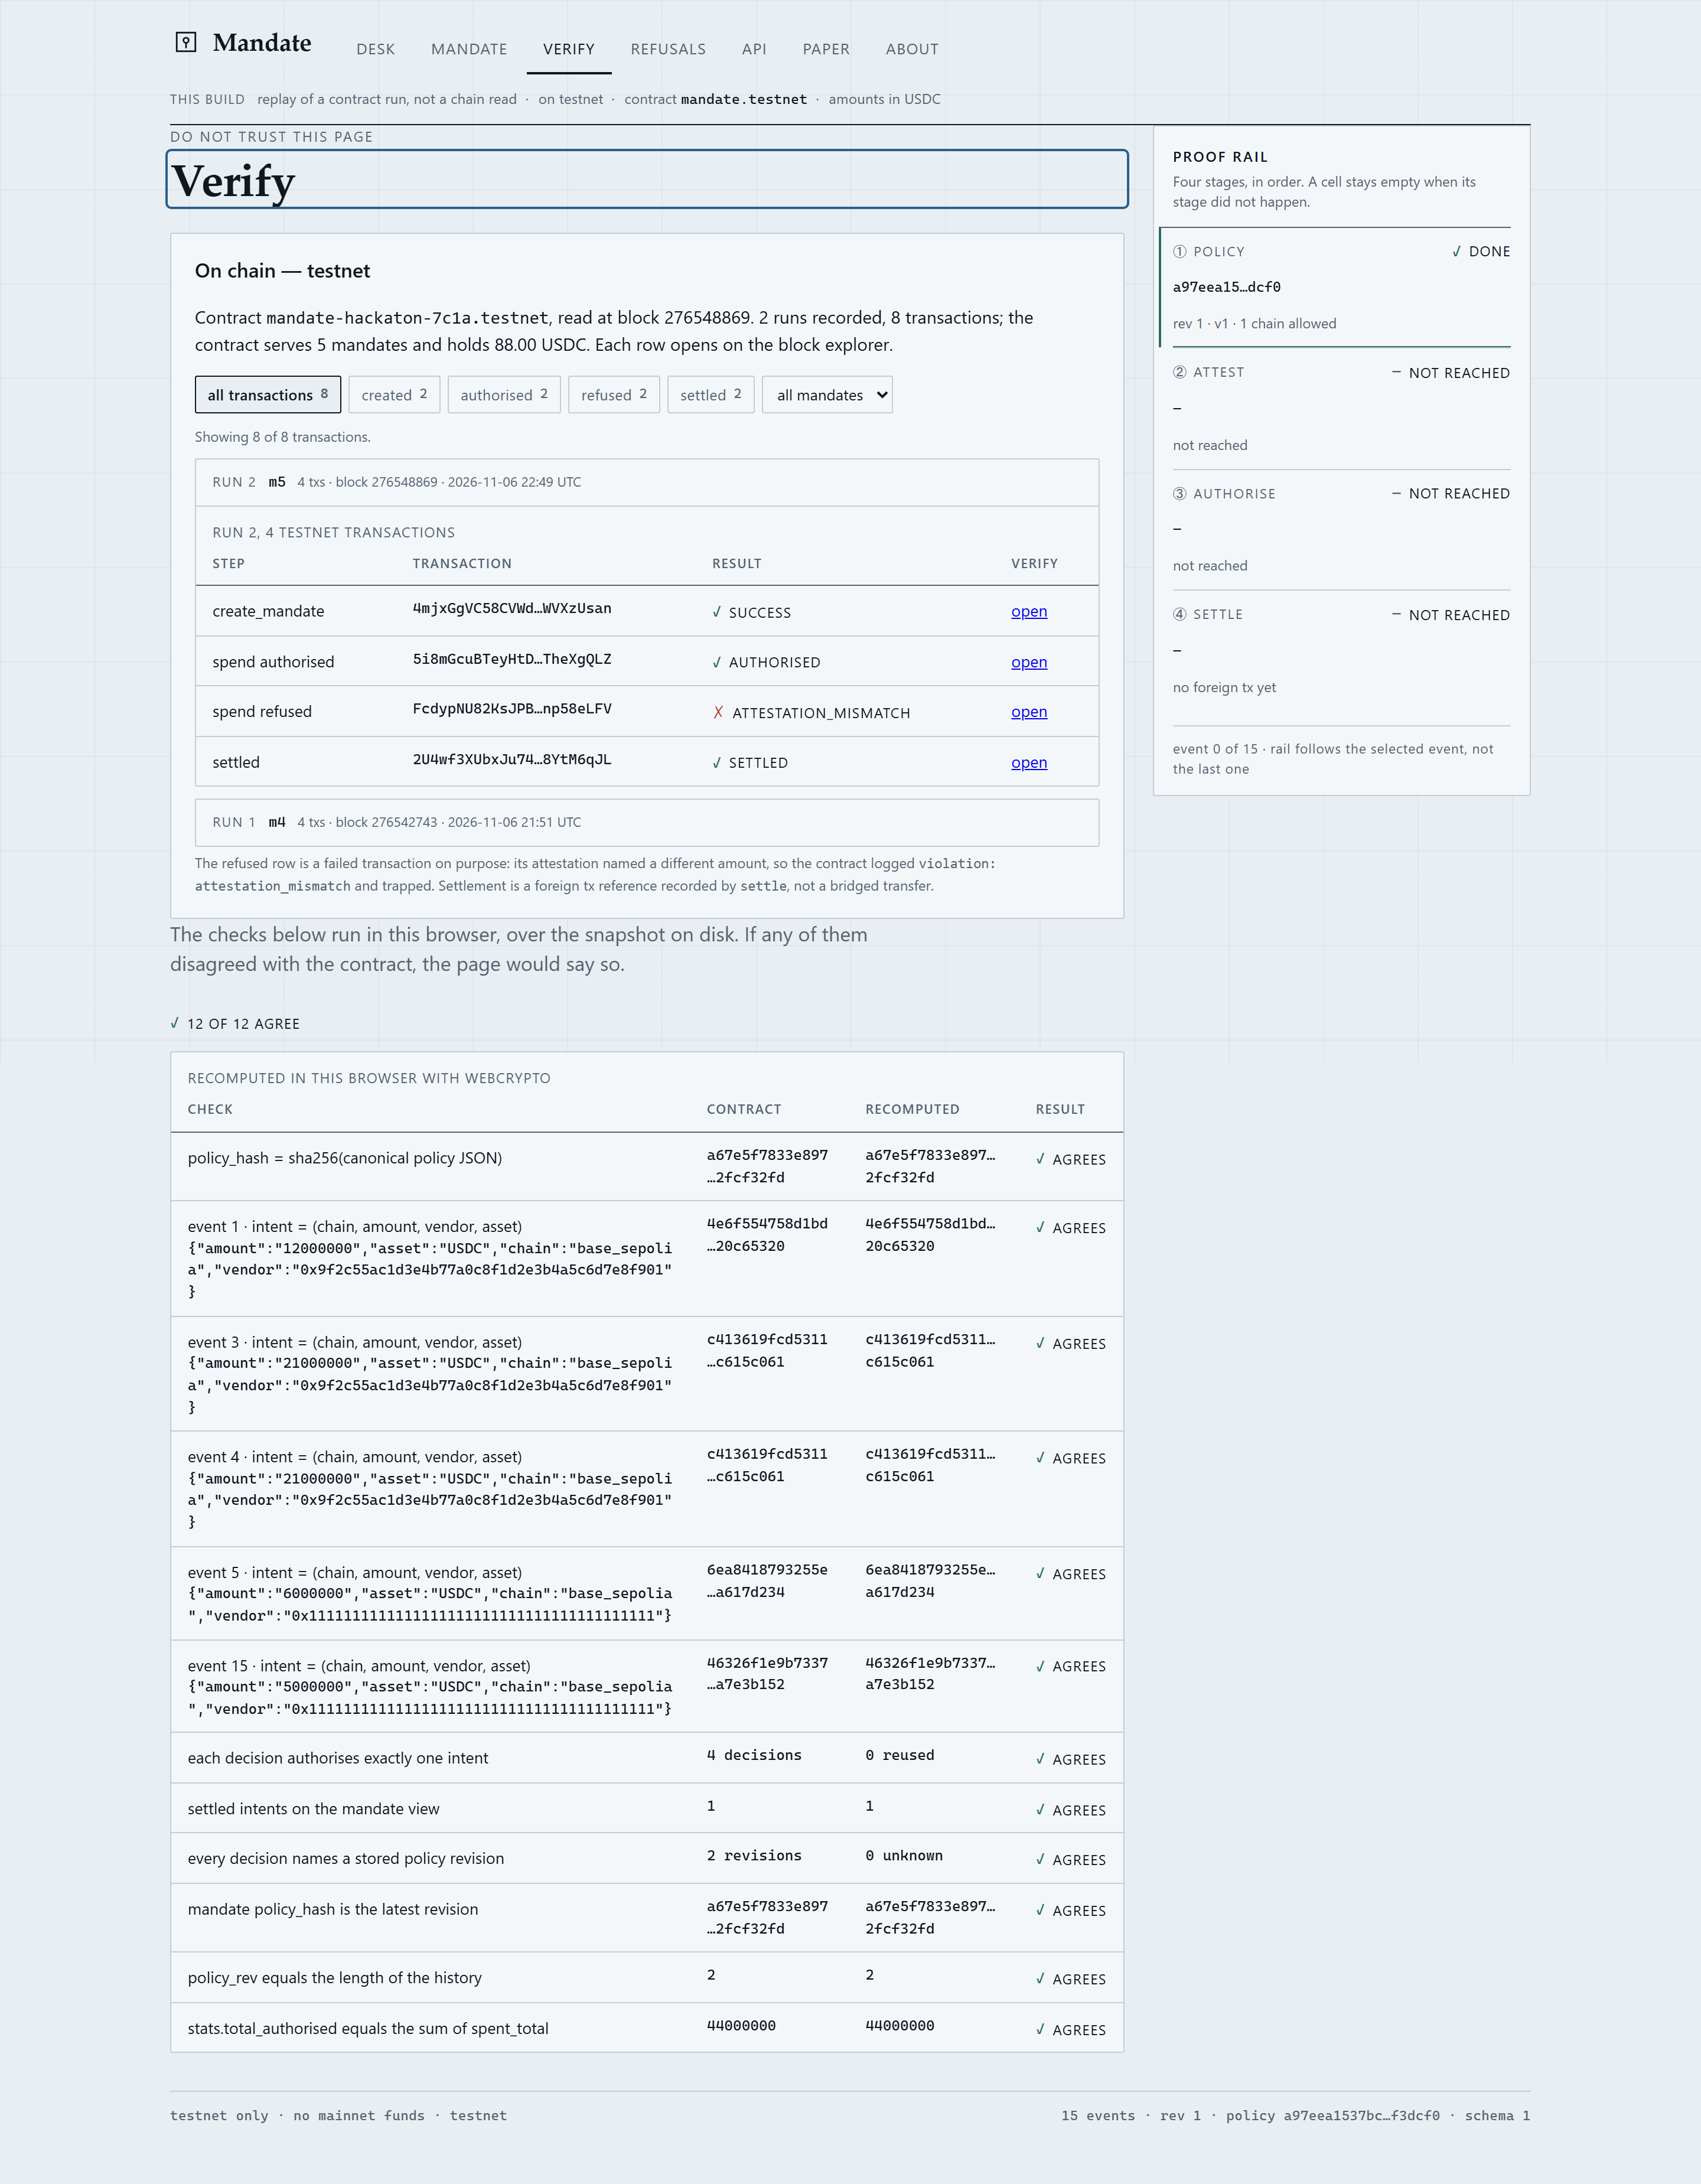 Mandate
DESK MANDATE VERIFY REFUSALS API PAPER ABOUT
THIS BUILD replay of a contract run, not a chain read · on testnet · contract mandate.testnet · amounts in USDC
DO NOT TRUST THIS PAGE
Verify
On chain — testnet
Contract mandate-hackaton-7c1a.testnet, read at block 276548869. 2 runs recorded, 8 transactions; the
contract serves 5 mandates and holds 88.00 USDC. Each row opens on the block explorer.
all transactions 8 created 2 authorised 2 refused 2 settled 2 all mandates
Showing 8 of 8 transactions.
RUN 2 m5 4 txs · block 276548869 · 2026-11-06 22:49 UTC
RUN 2, 4 TESTNET TRANSACTIONS
STEP TRANSACTION RESULT VERIFY
create_mandate 4mjxGgVC58CVWd…WVXzUsan ✓ SUCCESS open
spend authorised 5i8mGcuBTeyHtD…TheXgQLZ ✓ AUTHORISED open
spend refused FcdypNU82KsJPB…np58eLFV ✗ ATTESTATION_MISMATCH open
settled 2U4wf3XUbxJu74…8YtM6qJL ✓ SETTLED open
RUN 1 m4 4 txs · block 276542743 · 2026-11-06 21:51 UTC
The refused row is a failed transaction on purpose: its attestation named a different amount, so the contract logged violation:
attestation_mismatch and trapped. Settlement is a foreign tx reference recorded by settle, not a bridged transfer.
PROOF RAIL
Four stages, in order. A cell stays empty when its
stage did not happen.
① POLICY ✓ DONE
a97eea15…dcf0
rev 1 · v1 · 1 chain allowed
② ATTEST — NOT REACHED
—
not reached
③ AUTHORISE — NOT REACHED
—
not reached
④ SETTLE — NOT REACHED
—
no foreign tx yet
event 0 of 15 · rail follows the selected event, not
the last one
The checks below run in this browser, over the snapshot on disk. If any of them
disagreed with the contract, the page would say so.
✓ 12 OF 12 AGREE
RECOMPUTED IN THIS BROWSER WITH WEBCRYPTO
CHECK CONTRACT RECOMPUTED RESULT
policy_hash = sha256(canonical policy JSON) a67e5f7833e897 a67e5f7833e897… ✓ AGREES
…2fcf32fd 2fcf32fd
event 1 · intent = (chain, amount, vendor, asset) 4e6f554758d1bd 4e6f554758d1bd… ✓ AGREES
{"amount":"12000000","asset":"USDC","chain":"base_sepoli …20c65320 20c65320
a","vendor":"0x9f2c55ac1d3e4b77a0c8f1d2e3b4a5c6d7e8f901"
}
event 3 · intent = (chain, amount, vendor, asset) c413619fcd5311 c413619fcd5311… ✓ AGREES
{"amount":"21000000","asset":"USDC","chain":"base_sepoli …c615c061 c615c061
a","vendor":"0x9f2c55ac1d3e4b77a0c8f1d2e3b4a5c6d7e8f901"
}
event 4 · intent = (chain, amount, vendor, asset) c413619fcd5311 c413619fcd5311… ✓ AGREES
{"amount":"21000000","asset":"USDC","chain":"base_sepoli …c615c061 c615c061
a","vendor":"0x9f2c55ac1d3e4b77a0c8f1d2e3b4a5c6d7e8f901"
}
event 5 · intent = (chain, amount, vendor, asset) 6ea8418793255e 6ea8418793255e… ✓ AGREES
{"amount":"6000000","asset":"USDC","chain":"base_sepolia …a617d234 a617d234
","vendor":"0x1111111111111111111111111111111111111111"}
event 15 · intent = (chain, amount, vendor, asset) 46326f1e9b7337 46326f1e9b7337… ✓ AGREES
{"amount":"5000000","asset":"USDC","chain":"base_sepolia …a7e3b152 a7e3b152
","vendor":"0x1111111111111111111111111111111111111111"}
each decision authorises exactly one intent 4 decisions 0 reused ✓ AGREES
settled intents on the mandate view 1 1 ✓ AGREES
every decision names a stored policy revision 2 revisions 0 unknown ✓ AGREES
mandate policy_hash is the latest revision a67e5f7833e897 a67e5f7833e897… ✓ AGREES
…2fcf32fd 2fcf32fd
policy_rev equals the length of the history 2 2 ✓ AGREES
stats.total_authorised equals the sum of spent_total 44000000 44000000 ✓ AGREES
testnet only · no mainnet funds · testnet 15 events · rev 1 · policy a97eea1537bc…f3dcf0 · schema 1